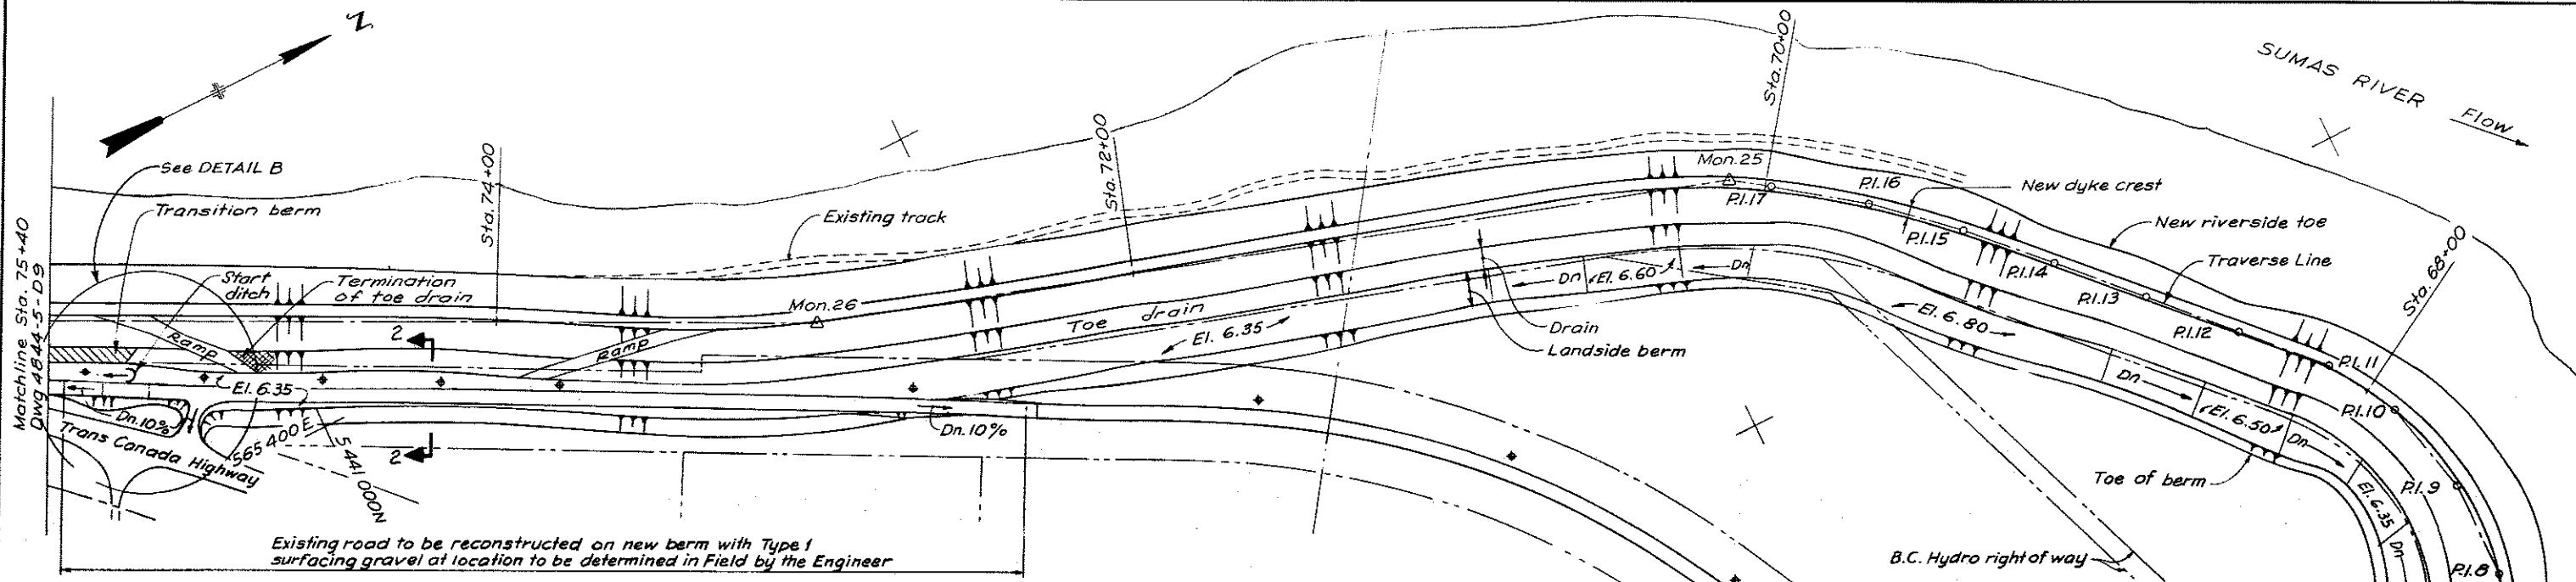 N
SUMAS RIVER Flow
Sta. 70+00
Sta. 72+00
Sta. 74+00
Sta. 68+00
See DETAIL B
Transition berm
Matchline Sta. 75+40
Dwg 4844-5-D9
Start
ditch
Termination
of toe drain
Existing track
Mon. 25
P.I.17
P.I.16
New dyke crest
New riverside toe
P.I.15
Traverse Line
P.I.14
P.I.13
P.I.12
P.I.11
P.I.10
P.I.9
P.I.8
Mon. 26
Ramp
Ramp
2
2
Toe drain
El. 6.35
Dn
El. 6.60
Dn
Drain
Landside berm
El. 6.80
Dn
El. 6.50
Dn
El. 6.35
Dn
Toe of berm
B.C. Hydro right of way
El. 6.35
Dn. 10%
Dn. 10%
Trans Canada Highway
565 400 E
5 441 000N
Existing road to be reconstructed on new berm with Type 1
surfacing gravel at location to be determined in Field by the Engineer